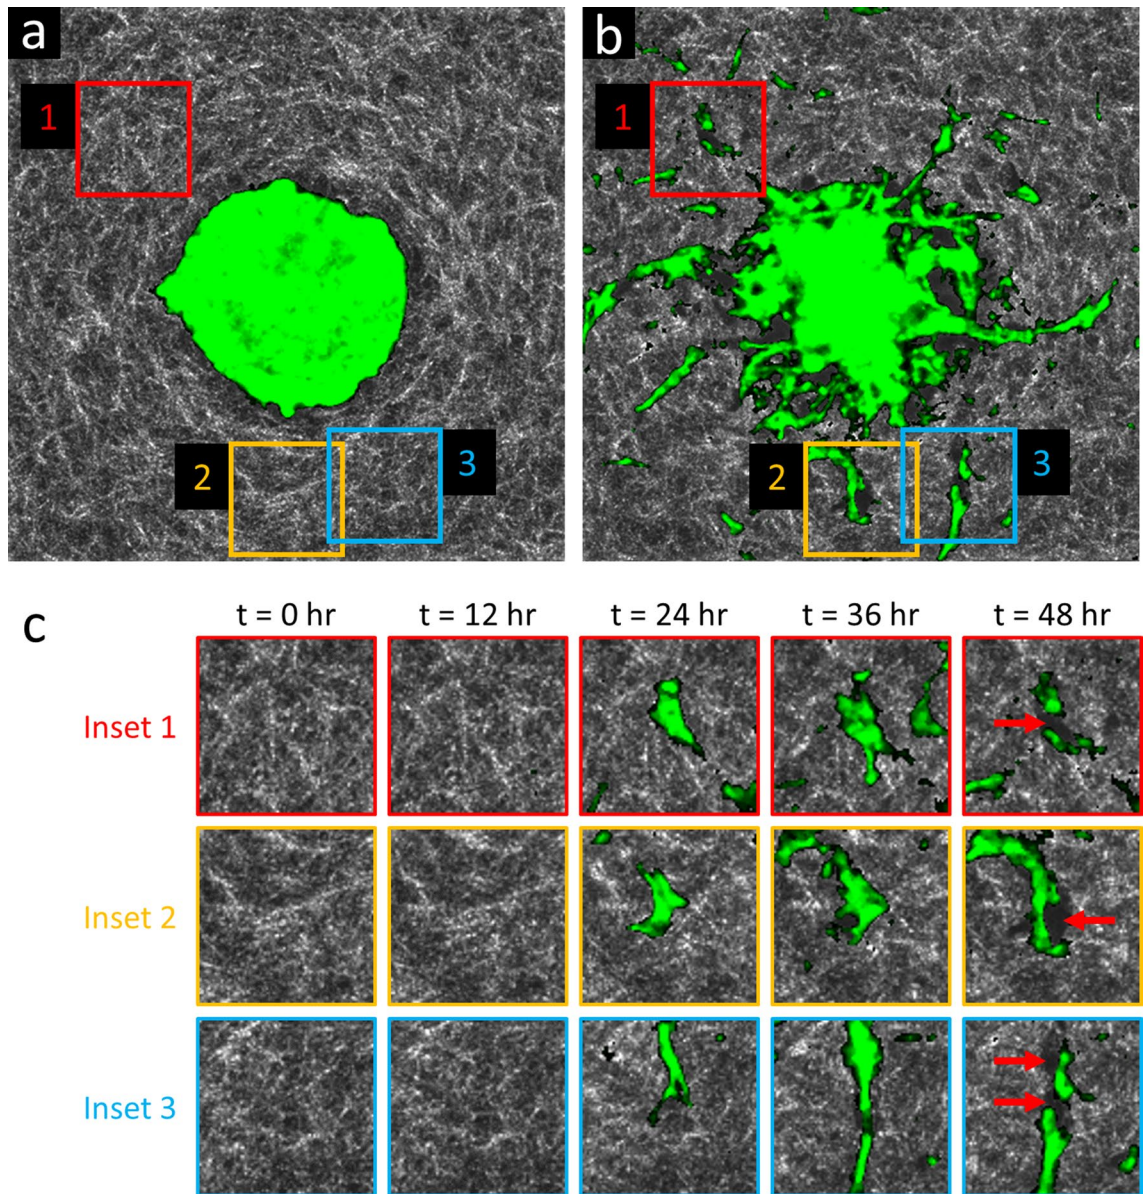 a
b
1
1
2
3
2
3
c
t = 0 hr
t = 12 hr
t = 24 hr
t = 36 hr
t = 48 hr
Inset 1
Inset 2
Inset 3